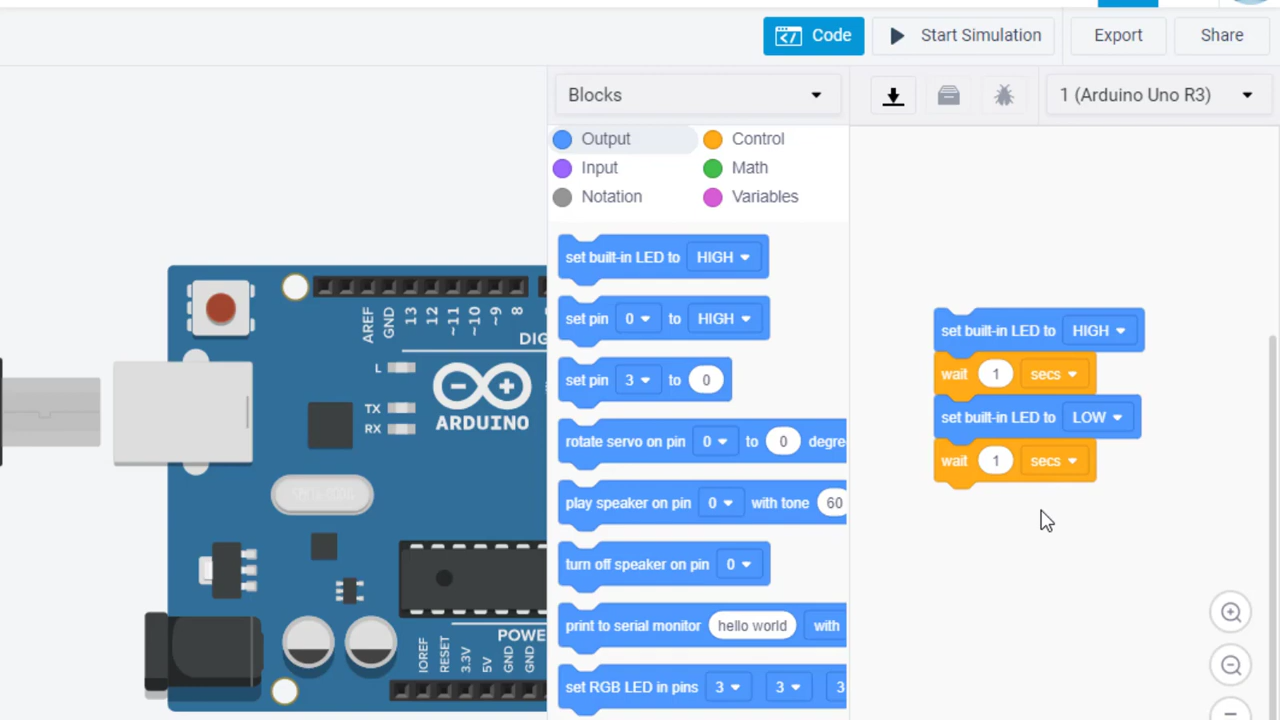 Code
Start Simulation
Export
Share
Blocks
1 (Arduino Uno R3)
Output
Control
Input
Math
Notation
Variables
set built-in LED to HIGH
set pin 0 to HIGH
set pin 3 to 0
rotate servo on pin 0 to 0 degre
play speaker on pin 0 with tone 60
turn off speaker on pin 0
print to serial monitor hello world with
set RGB LED in pins 3 3 3
set built-in LED to HIGH
wait 1 secs
set built-in LED to LOW
wait 1 secs
AREF
GND
13
12
~11
~10
~9
8
DIG
L
TX
RX
ARDUINO
POWE
IOREF
RESET
3.3V
5V
GND
GND